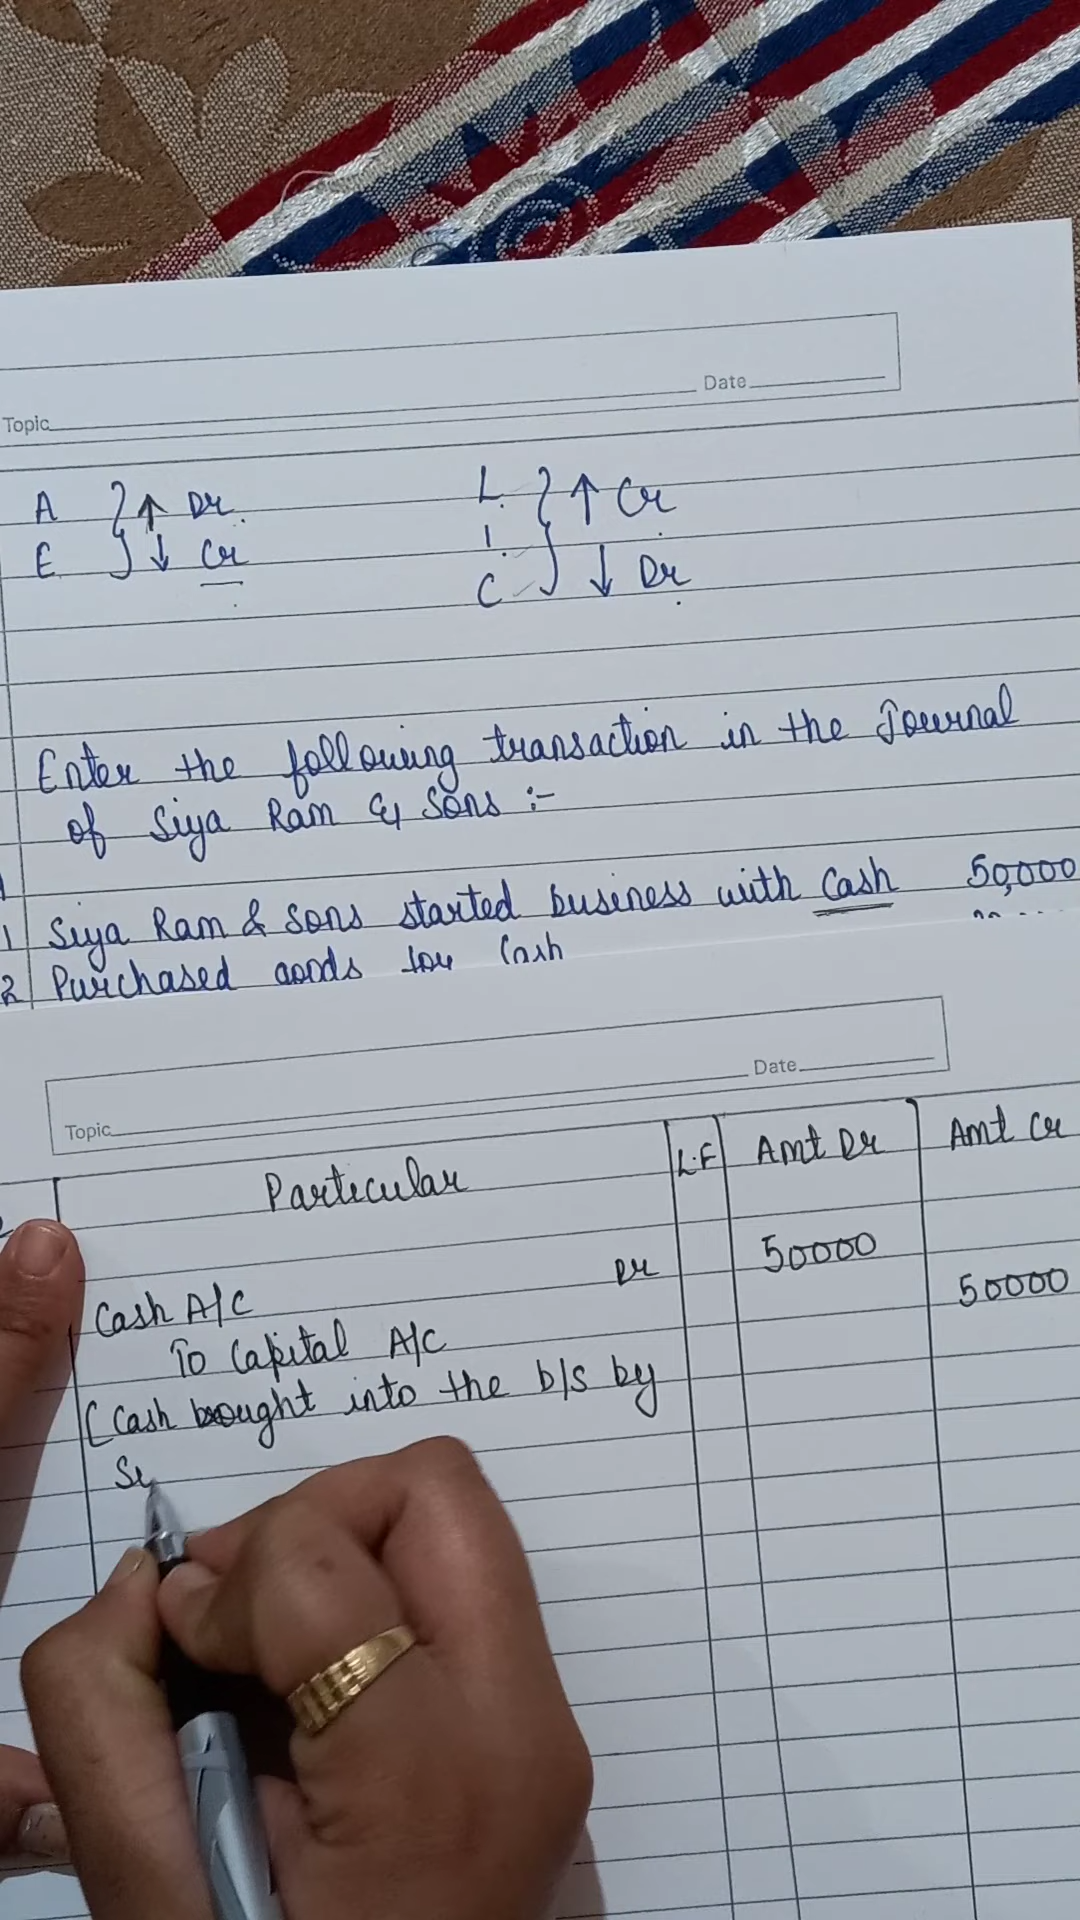 Topic Date
A ↑ Dr. L. ↑ Cr
E ↓ Cr I.
C ↓ Dr
Enter the following transaction in the Journal
of Siya Ram & Sons :-
1 Siya Ram & Sons started business with Cash 50,000
2 Purchased goods for Cash
Topic Date
Particular L.F Amt Dr Amt Cr
Cash A/C Dr 50000
To Capital A/C 50000
(Cash bought into the b/s by